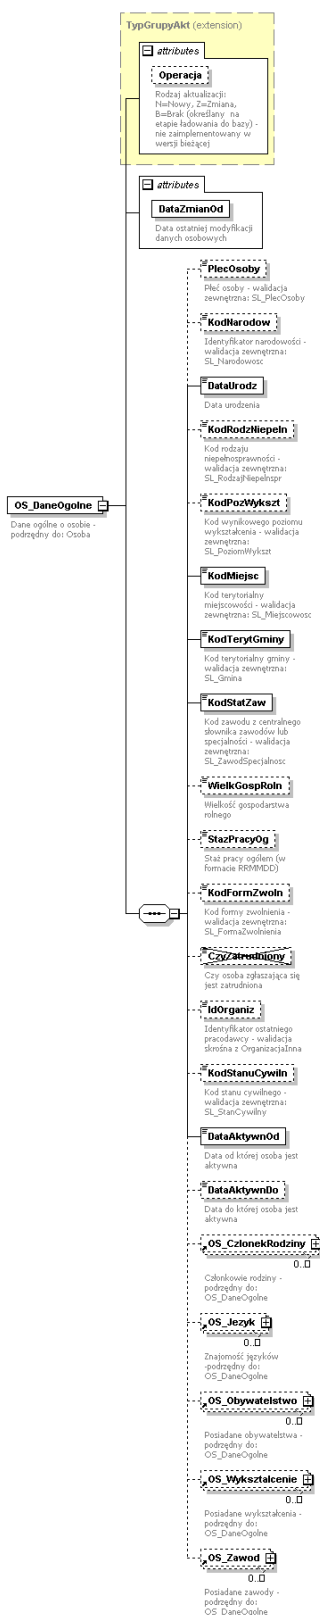 TypGrupyAkt (extension)
attributes
Operacja
Rodzaj aktualizacji:
N=Nowy, Z=Zmiana,
B=Brak (określany na
etapie ładowania do bazy) -
nie zaimplementowany w
wersji bieżącej
attributes
DataZmianOd
Data ostatniej modyfikacji
danych osobowych
OS_DaneOgolne
Dane ogólne o osobie -
podrzędny do: Osoba
PlecOsoby
Płeć osoby - walidacja
zewnętrzna: SL_PlecOsoby
KodNarodow
Identyfikator narodowości -
walidacja zewnętrzna:
SL_Narodowosc
DataUrodz
Data urodzenia
KodRodzNiepeln
Kod rodzaju
niepełnosprawności -
walidacja zewnętrzna:
SL_RodzajNiepelnspr
KodPozWykszt
Kod wynikowego poziomu
wykształcenia - walidacja
zewnętrzna:
SL_PoziomWykszt
KodMiejsc
Kod terytorialny
miejscowości - walidacja
zewnętrzna: SL_Miejscowosc
KodTerytGminy
Kod terytorialny gminy -
walidacja zewnętrzna:
SL_Gmina
KodStatZaw
Kod zawodu z centralnego
słownika zawodów lub
specjalności - walidacja
zewnętrzna:
SL_ZawodSpecjalnosc
WielkGospRoln
Wielkość gospodarstwa
rolnego
StazPracyOg
Staż pracy ogółem (w
formacie RRMMDD)
KodFormZwoln
Kod formy zwolnienia -
walidacja zewnętrzna:
SL_FormaZwolnienia
CzyZatrudniony
Czy osoba zgłaszająca się
jest zatrudniona
IdOrganiz
Identyfikator ostatniego
pracodawcy - walidacja
skrośna z OrganizacjaInna
KodStanuCywiln
Kod stanu cywilnego -
walidacja zewnętrzna:
SL_StanCywilny
DataAktywnOd
Data od której osoba jest
aktywna
DataAktywnDo
Data do której osoba jest
aktywna
OS_CzlonekRodziny
0..
Członkowie rodziny -
podrzędny do:
OS_DaneOgolne
OS_Jezyk
0..
Znajomość języków
-podrzędny do:
OS_DaneOgolne
OS_Obywatelstwo
0..
Posiadane obywatelstwa -
podrzędny do:
OS_DaneOgolne
OS_Wyksztalcenie
0..
Posiadane wykształcenia -
podrzędny do:
OS_DaneOgolne
OS_Zawod
0..
Posiadane zawody -
podrzędny do:
OS_DaneOgolne